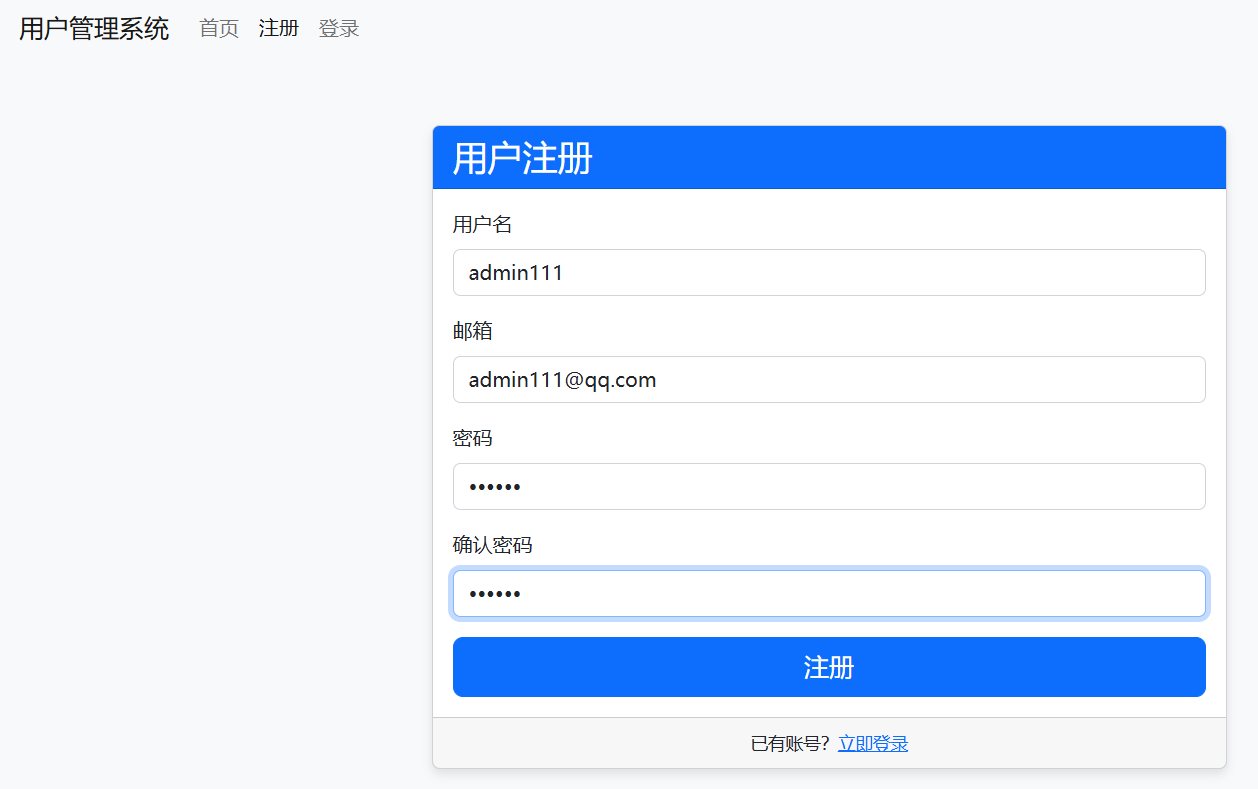 用户管理系统 首页 注册 登录
用户注册
用户名
admin111
邮箱
admin111@qq.com
密码
••••••
确认密码
••••••
注册
已有账号？立即登录